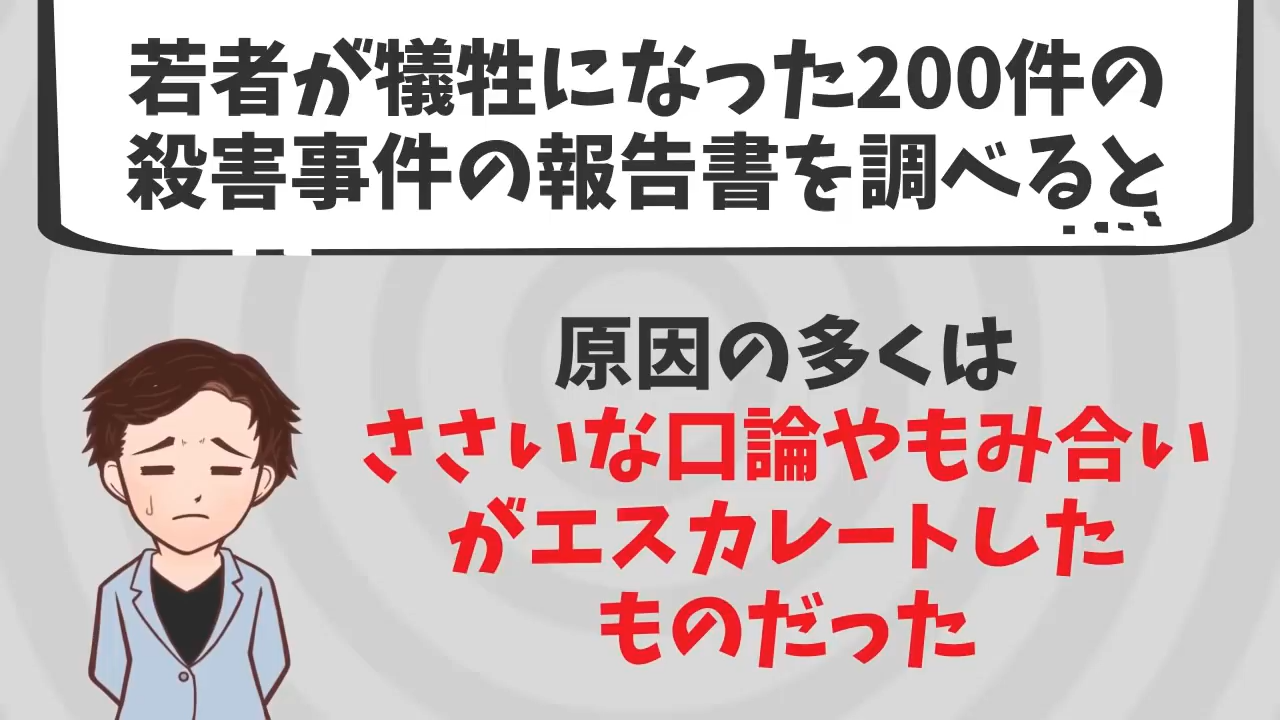 若者が犠牲になった200件の
殺害事件の報告書を調べると
原因の多くは
ささいな口論やもみ合い
がエスカレートした
ものだった